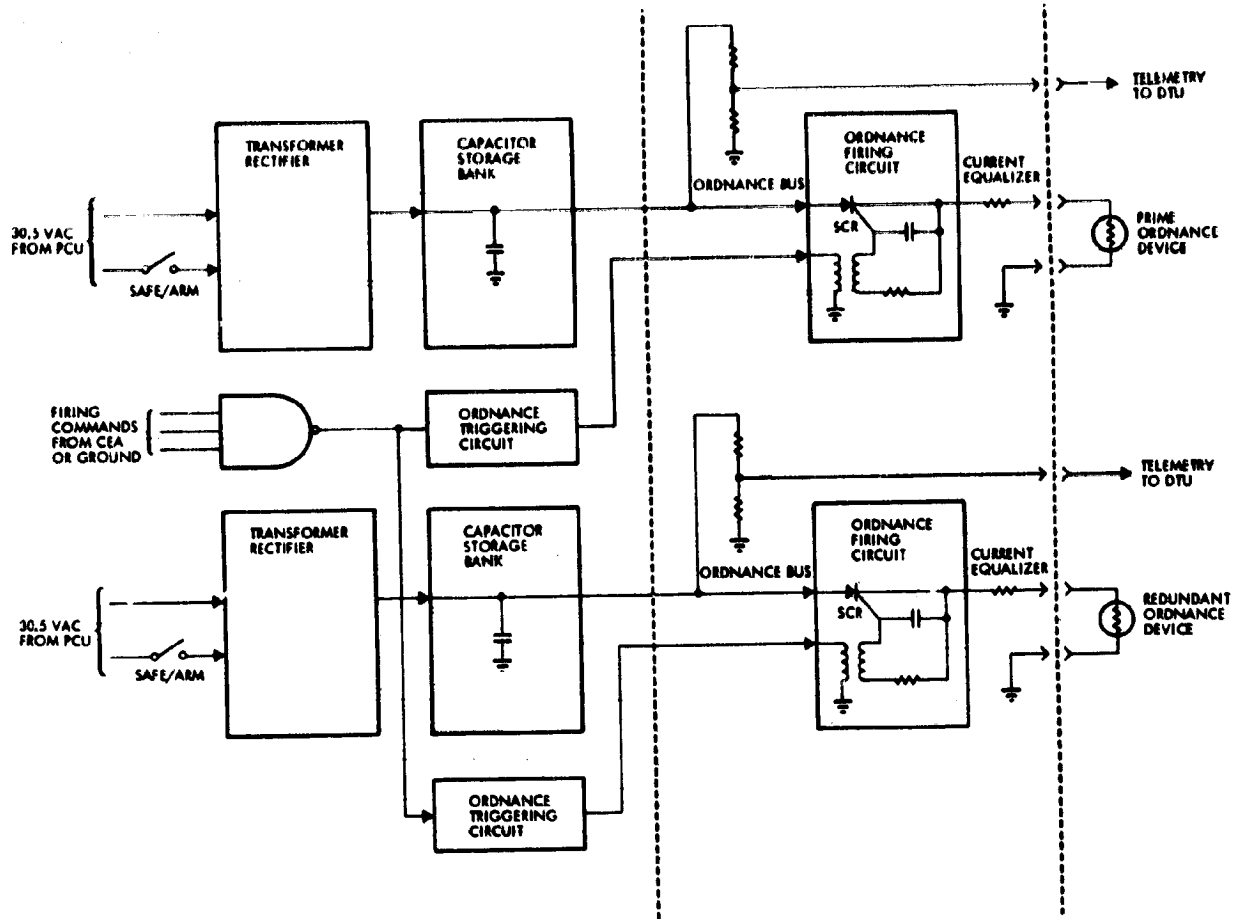 TELEMETRY
TO DTU
TRANSFORMER
RECTIFIER
CAPACITOR
STORAGE
BANK
ORDNANCE
FIRING
CIRCUIT
CURRENT
EQUALIZER
ORDNANCE BUS
SCR
30.5 VAC
FROM PCU
SAFE/ARM
PRIME
ORDNANCE
DEVICE
FIRING
COMMANDS
FROM CEA
OR GROUND
ORDNANCE
TRIGGERING
CIRCUIT
TELEMETRY
TO DTU
TRANSFORMER
RECTIFIER
CAPACITOR
STORAGE
BANK
ORDNANCE
FIRING
CIRCUIT
CURRENT
EQUALIZER
ORDNANCE BUS
SCR
30.5 VAC
FROM PCU
SAFE/ARM
REDUNDANT
ORDNANCE
DEVICE
ORDNANCE
TRIGGERING
CIRCUIT